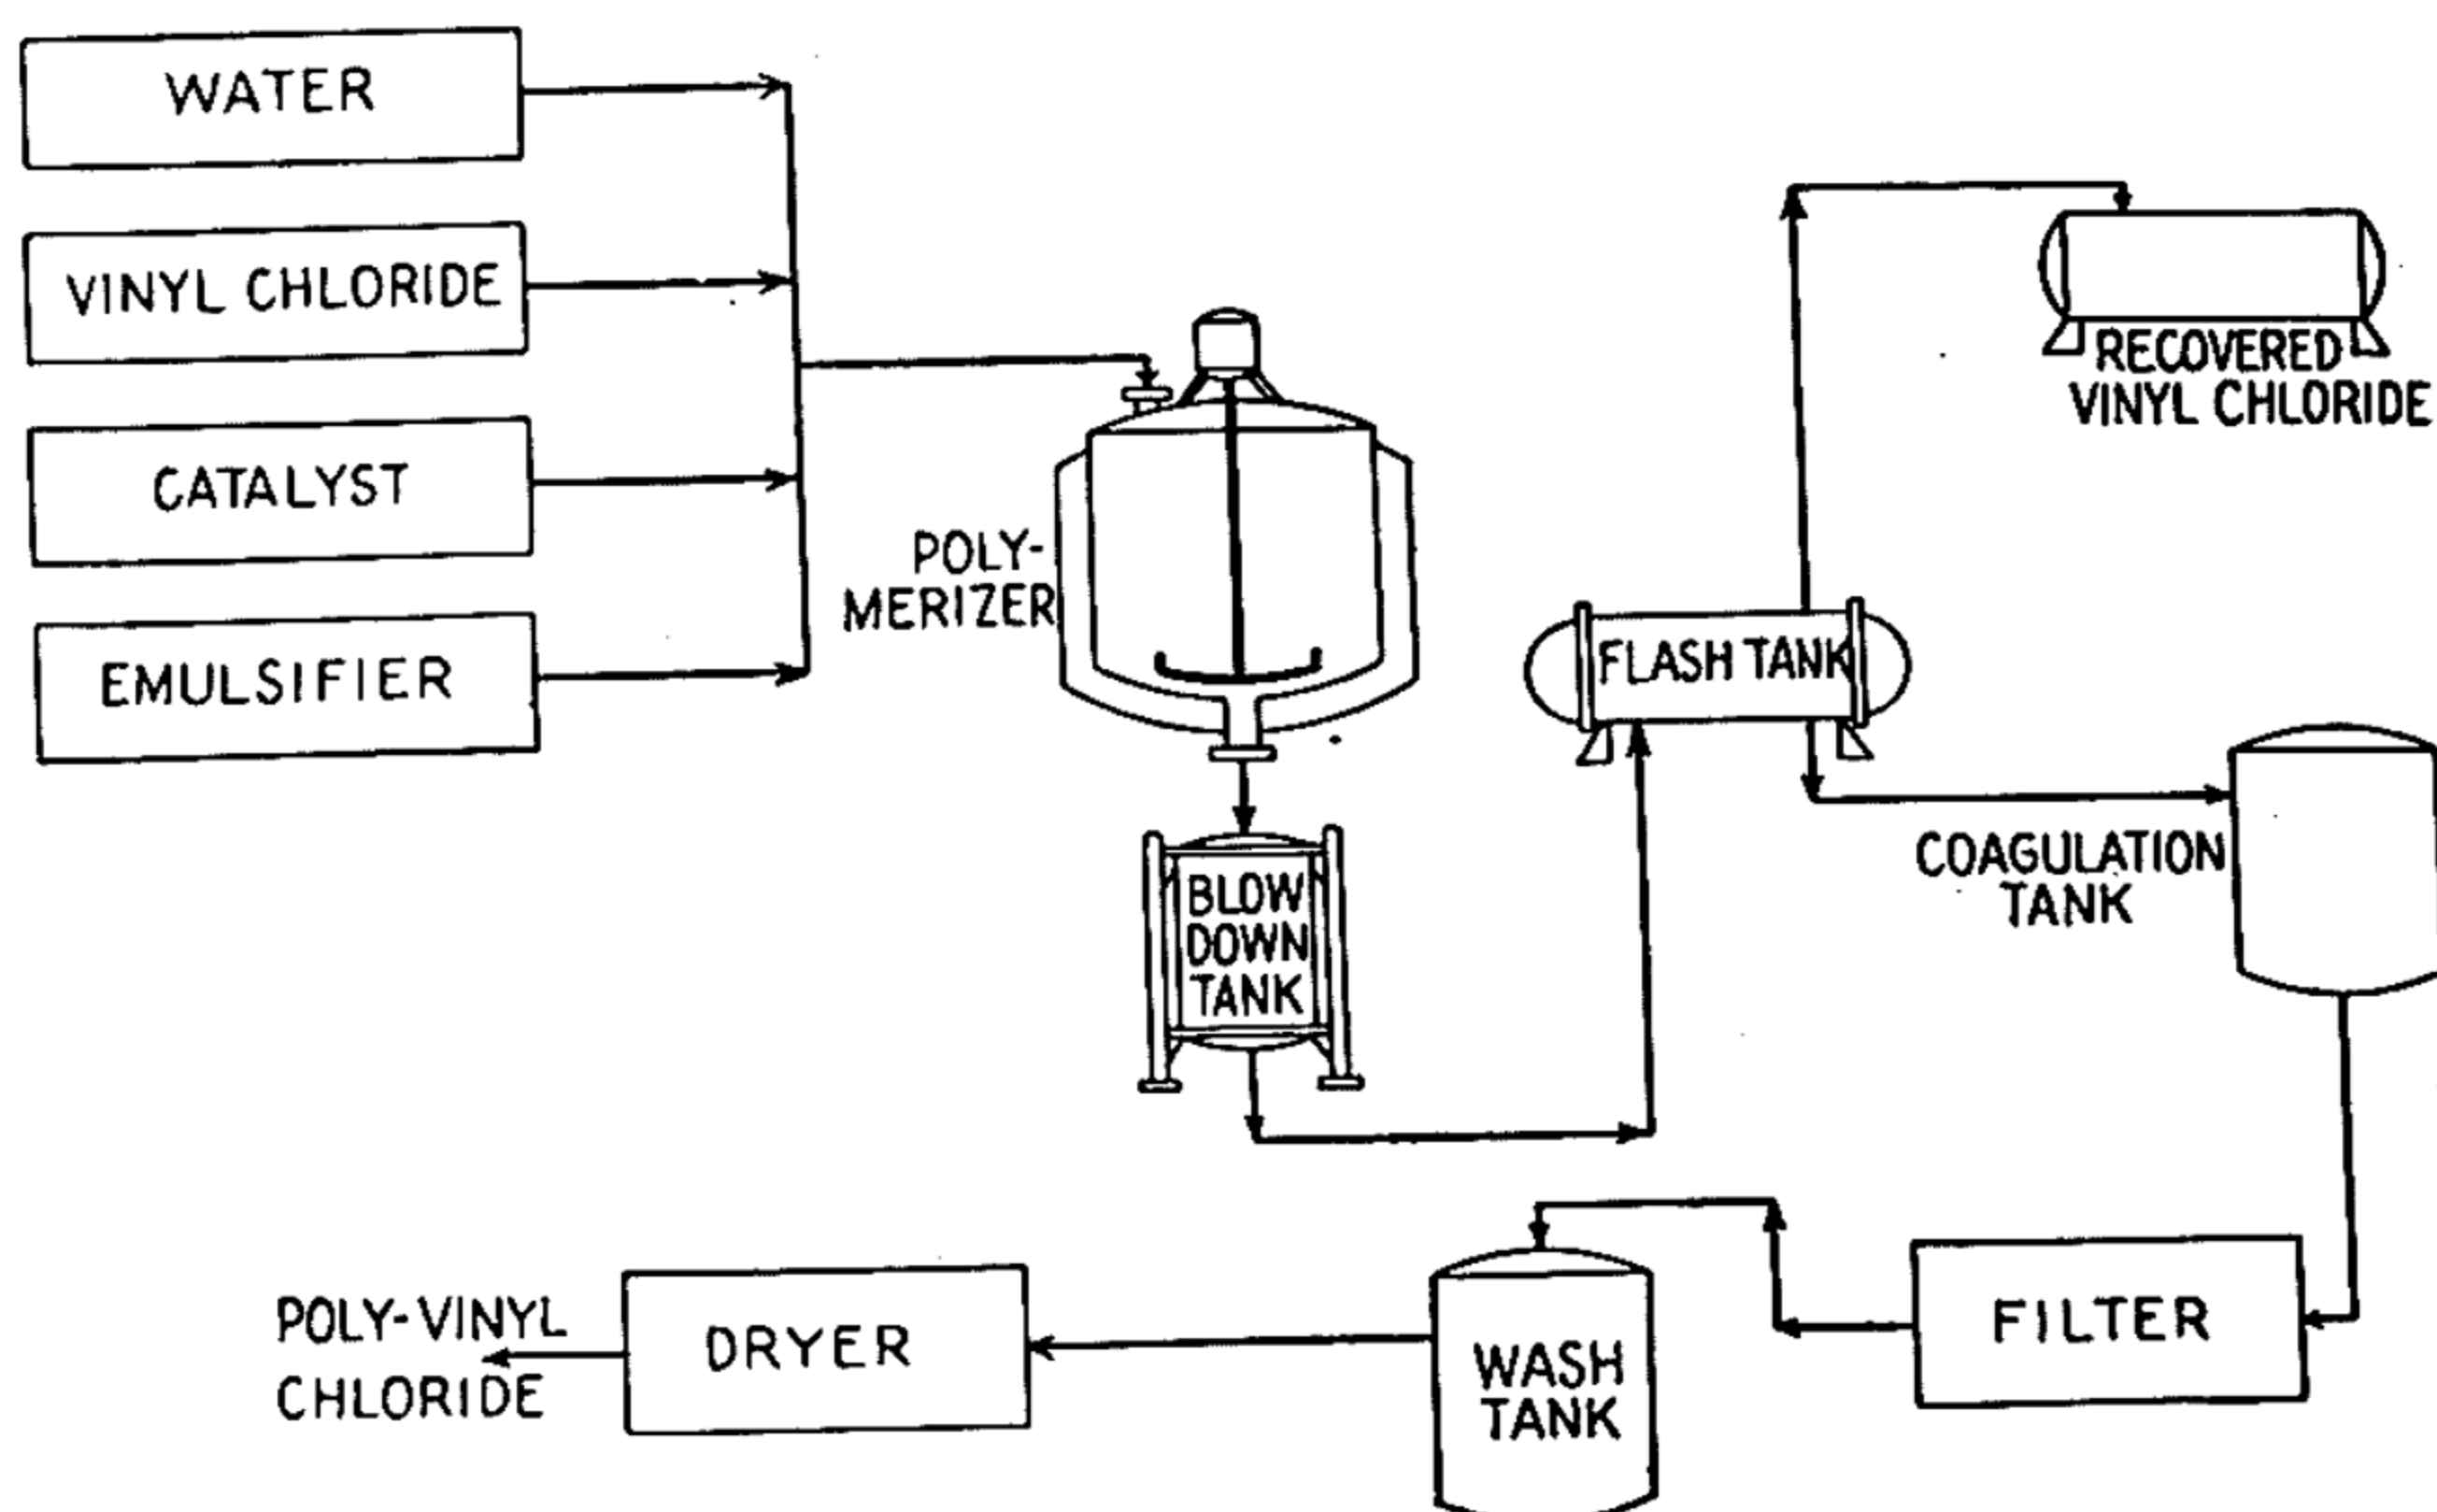 WATER
VINYL CHLORIDE
CATALYST
EMULSIFIER
POLY-
MERIZER
RECOVERED
VINYL CHLORIDE
FLASH TANK
COAGULATION
TANK
BLOW
DOWN
TANK
FILTER
WASH
TANK
DRYER
POLY-VINYL
CHLORIDE